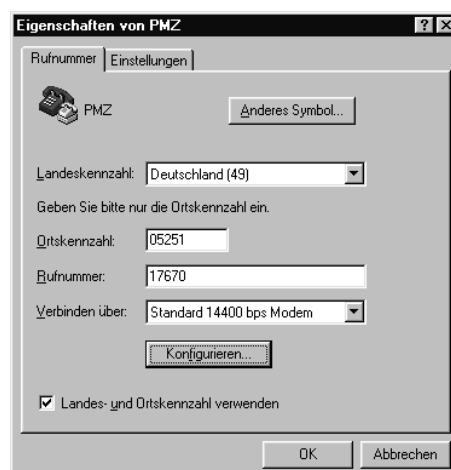 Eigenschaften von PMZ
Rufnummer Einstellungen
PMZ Anderes Symbol...
Landeskennzahl: Deutschland (49)
Geben Sie bitte nur die Ortskennzahl ein.
Ortskennzahl: 05251
Rufnummer: 17670
Verbinden über: Standard 14400 bps Modem
Konfigurieren...
Landes- und Ortskennzahl verwenden
OK Abbrechen